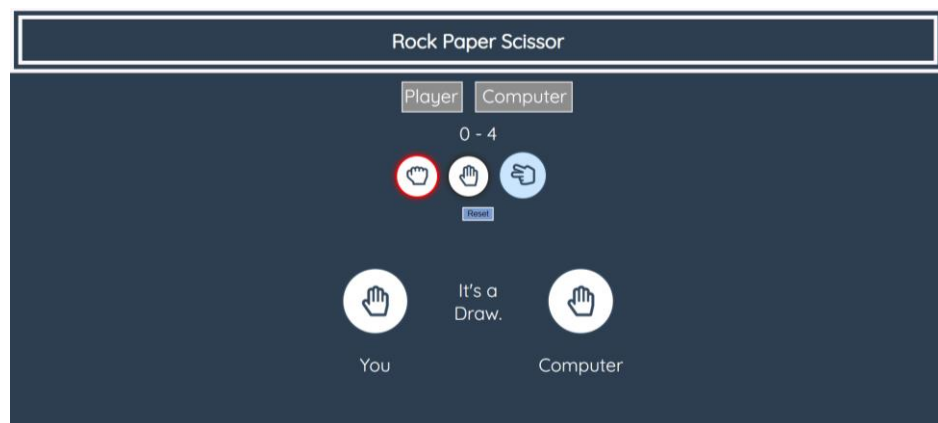 Rock Paper Scissor
Player Computer
0 - 4
Reset
It's a
Draw.
You Computer